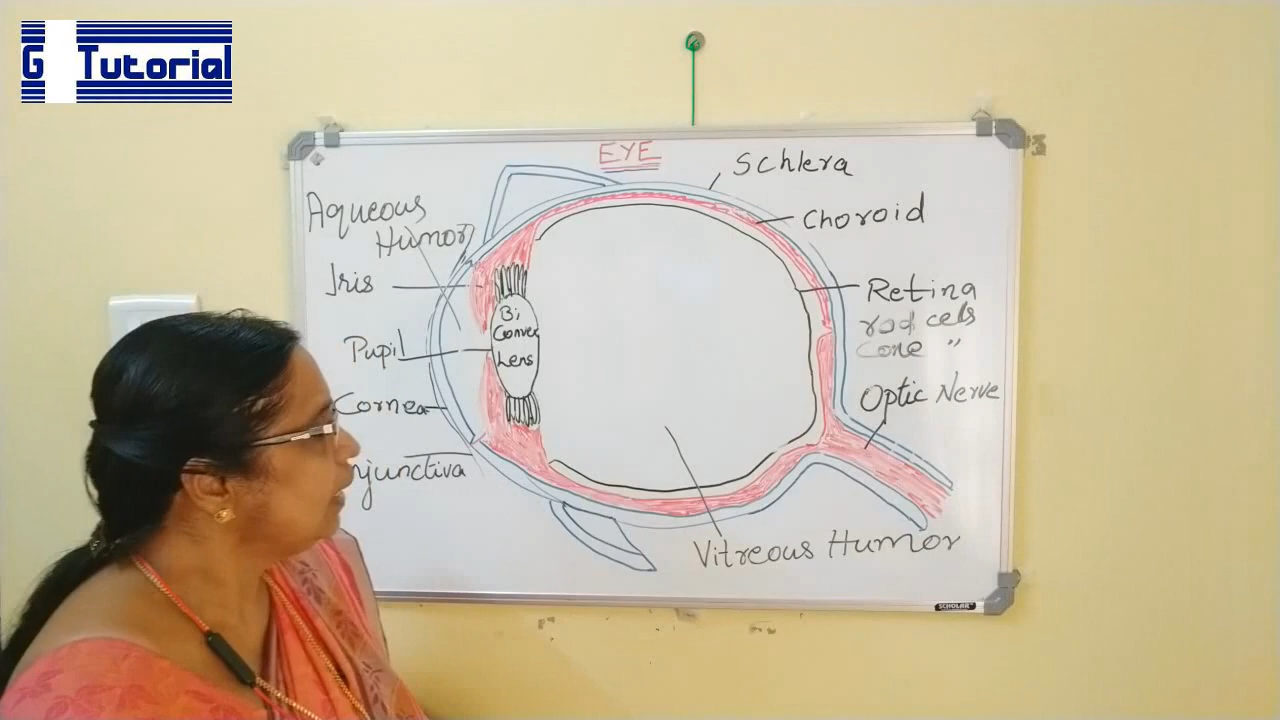 G Tutorial
EYE
Schlera
Aqueous
Humor
Choroid
Iris
Retina
rod cells
cone "
Bi
Convex
Lens
Pupil
Cornea
Optic Nerve
njunctiva
Vitreous Humor
SCHOLAR